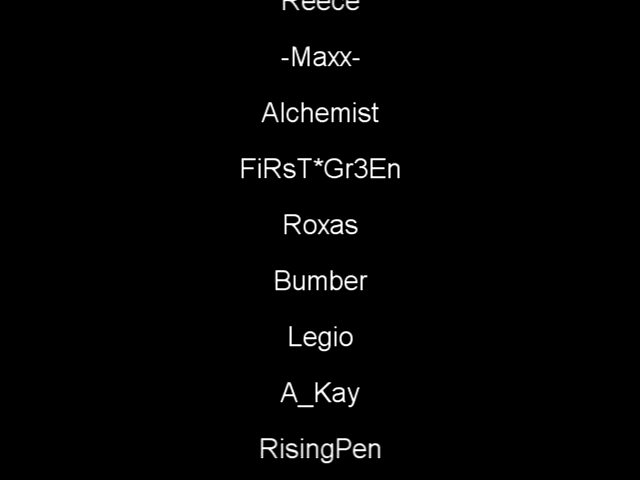 Reece
-Maxx-
Alchemist
FiRsT*Gr3En
Roxas
Bumber
Legio
A_Kay
RisingPen